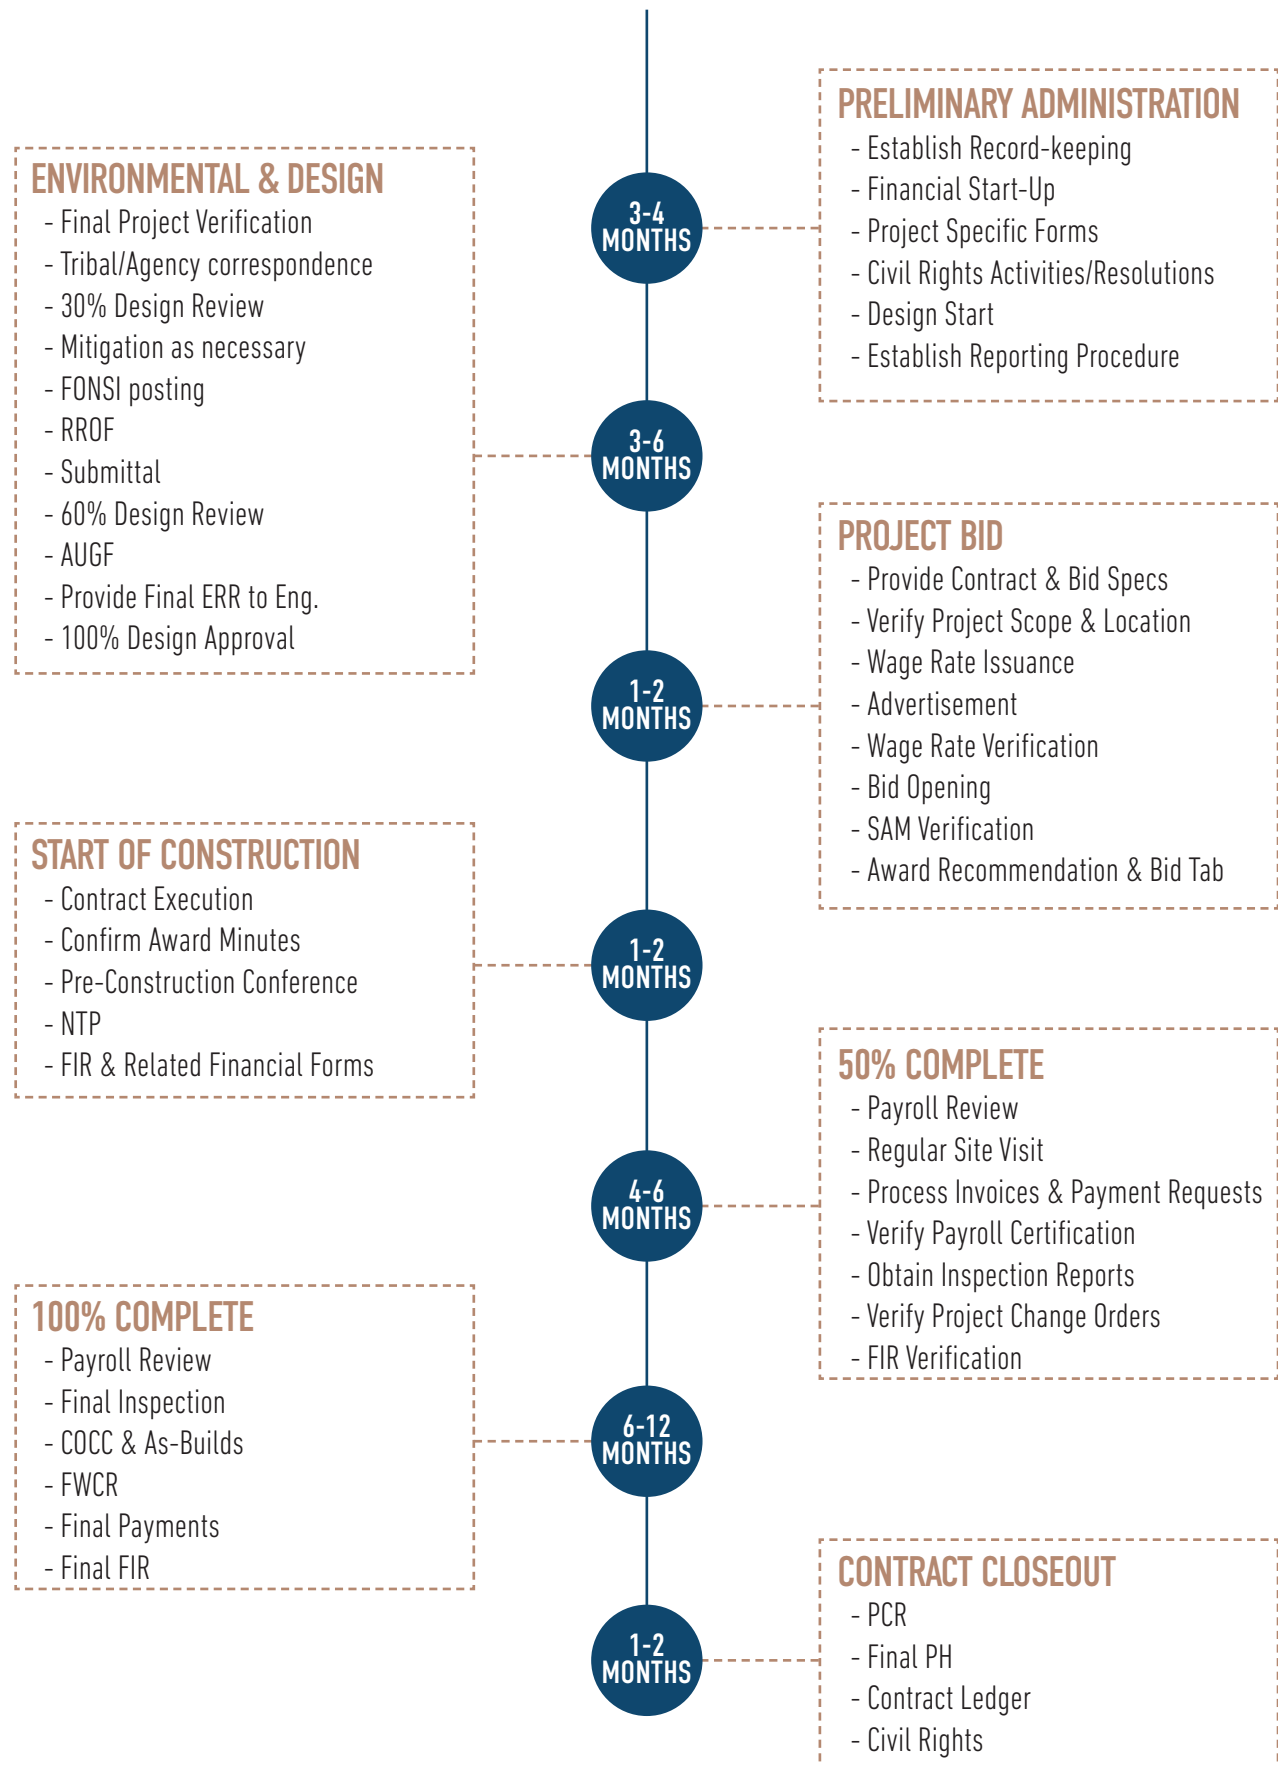 PRELIMINARY ADMINISTRATION
- Establish Record-keeping
- Financial Start-Up
- Project Specific Forms
- Civil Rights Activities/Resolutions
- Design Start
- Establish Reporting Procedure
3-4
MONTHS
ENVIRONMENTAL & DESIGN
- Final Project Verification
- Tribal/Agency correspondence
- 30% Design Review
- Mitigation as necessary
- FONSI posting
- RROF
- Submittal
- 60% Design Review
- AUGF
- Provide Final ERR to Eng.
- 100% Design Approval
3-6
MONTHS
PROJECT BID
- Provide Contract & Bid Specs
- Verify Project Scope & Location
- Wage Rate Issuance
- Advertisement
- Wage Rate Verification
- Bid Opening
- SAM Verification
- Award Recommendation & Bid Tab
1-2
MONTHS
START OF CONSTRUCTION
- Contract Execution
- Confirm Award Minutes
- Pre-Construction Conference
- NTP
- FIR & Related Financial Forms
1-2
MONTHS
50% COMPLETE
- Payroll Review
- Regular Site Visit
- Process Invoices & Payment Requests
- Verify Payroll Certification
- Obtain Inspection Reports
- Verify Project Change Orders
- FIR Verification
4-6
MONTHS
100% COMPLETE
- Payroll Review
- Final Inspection
- COCC & As-Builds
- FWCR
- Final Payments
- Final FIR
6-12
MONTHS
CONTRACT CLOSEOUT
- PCR
- Final PH
- Contract Ledger
- Civil Rights
1-2
MONTHS